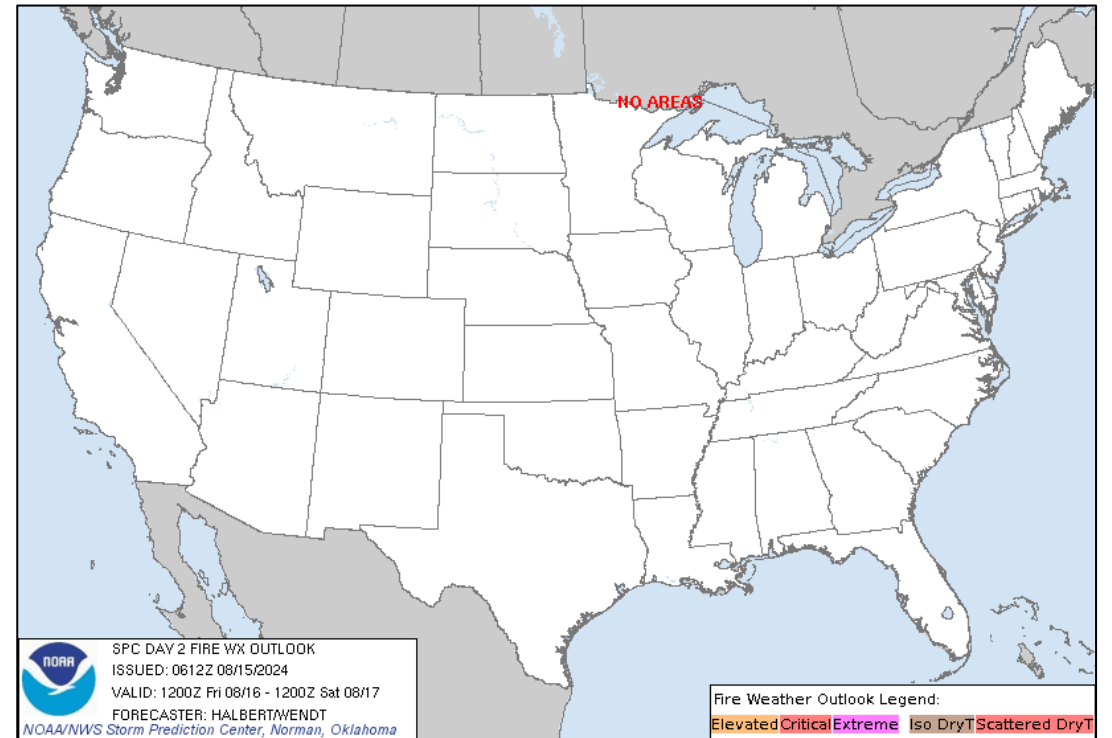 NO AREAS
NOAA
SPC DAY 2 FIRE WX OUTLOOK
ISSUED: 0612Z 08/15/2024
VALID: 1200Z Fri 08/16 - 1200Z Sat 08/17
FORECASTER: HALBERT/WENDT
NOAA/NWS Storm Prediction Center, Norman, Oklahoma
Fire Weather Outlook Legend:
Elevated Critical Extreme Iso DryT Scattered DryT